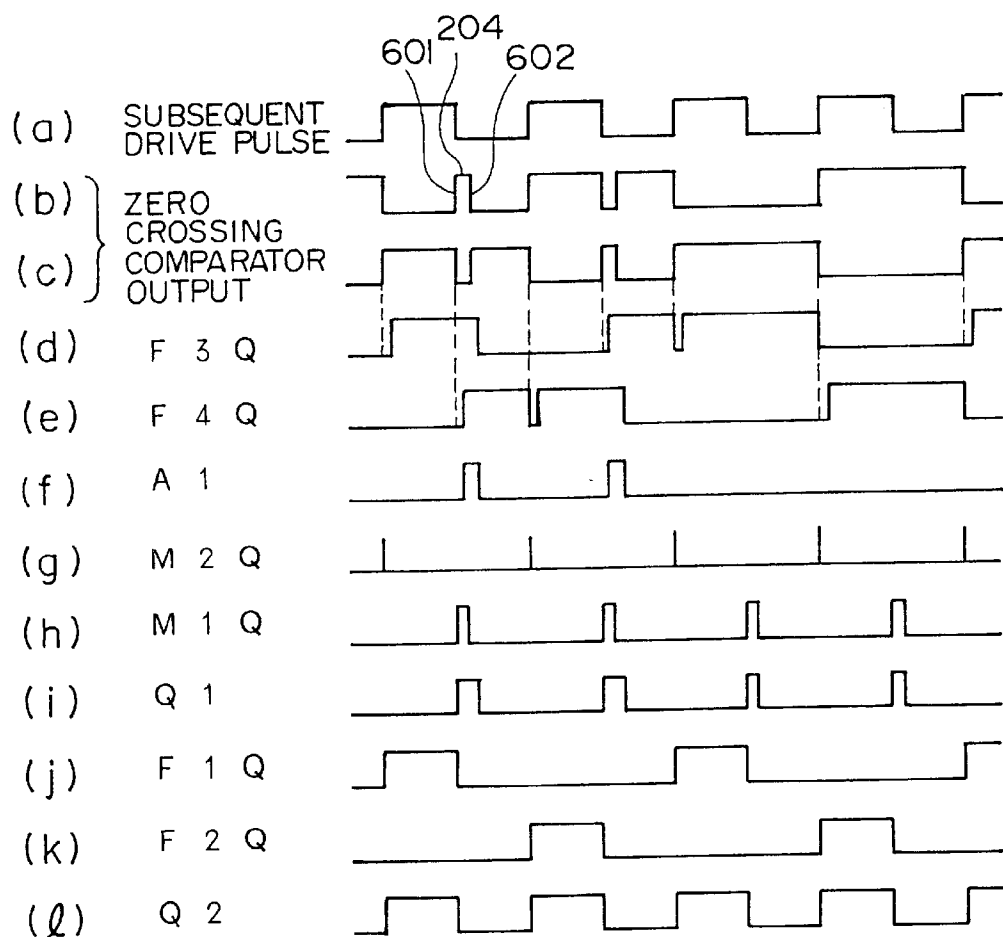 204
601 602
(a) SUBSEQUENT
DRIVE PULSE
(b) ZERO
CROSSING
(c) COMPARATOR
OUTPUT
(d) F 3 Q
(e) F 4 Q
(f) A 1
(g) M 2 Q
(h) M 1 Q
(i) Q 1
(j) F 1 Q
(k) F 2 Q
(ℓ) Q 2